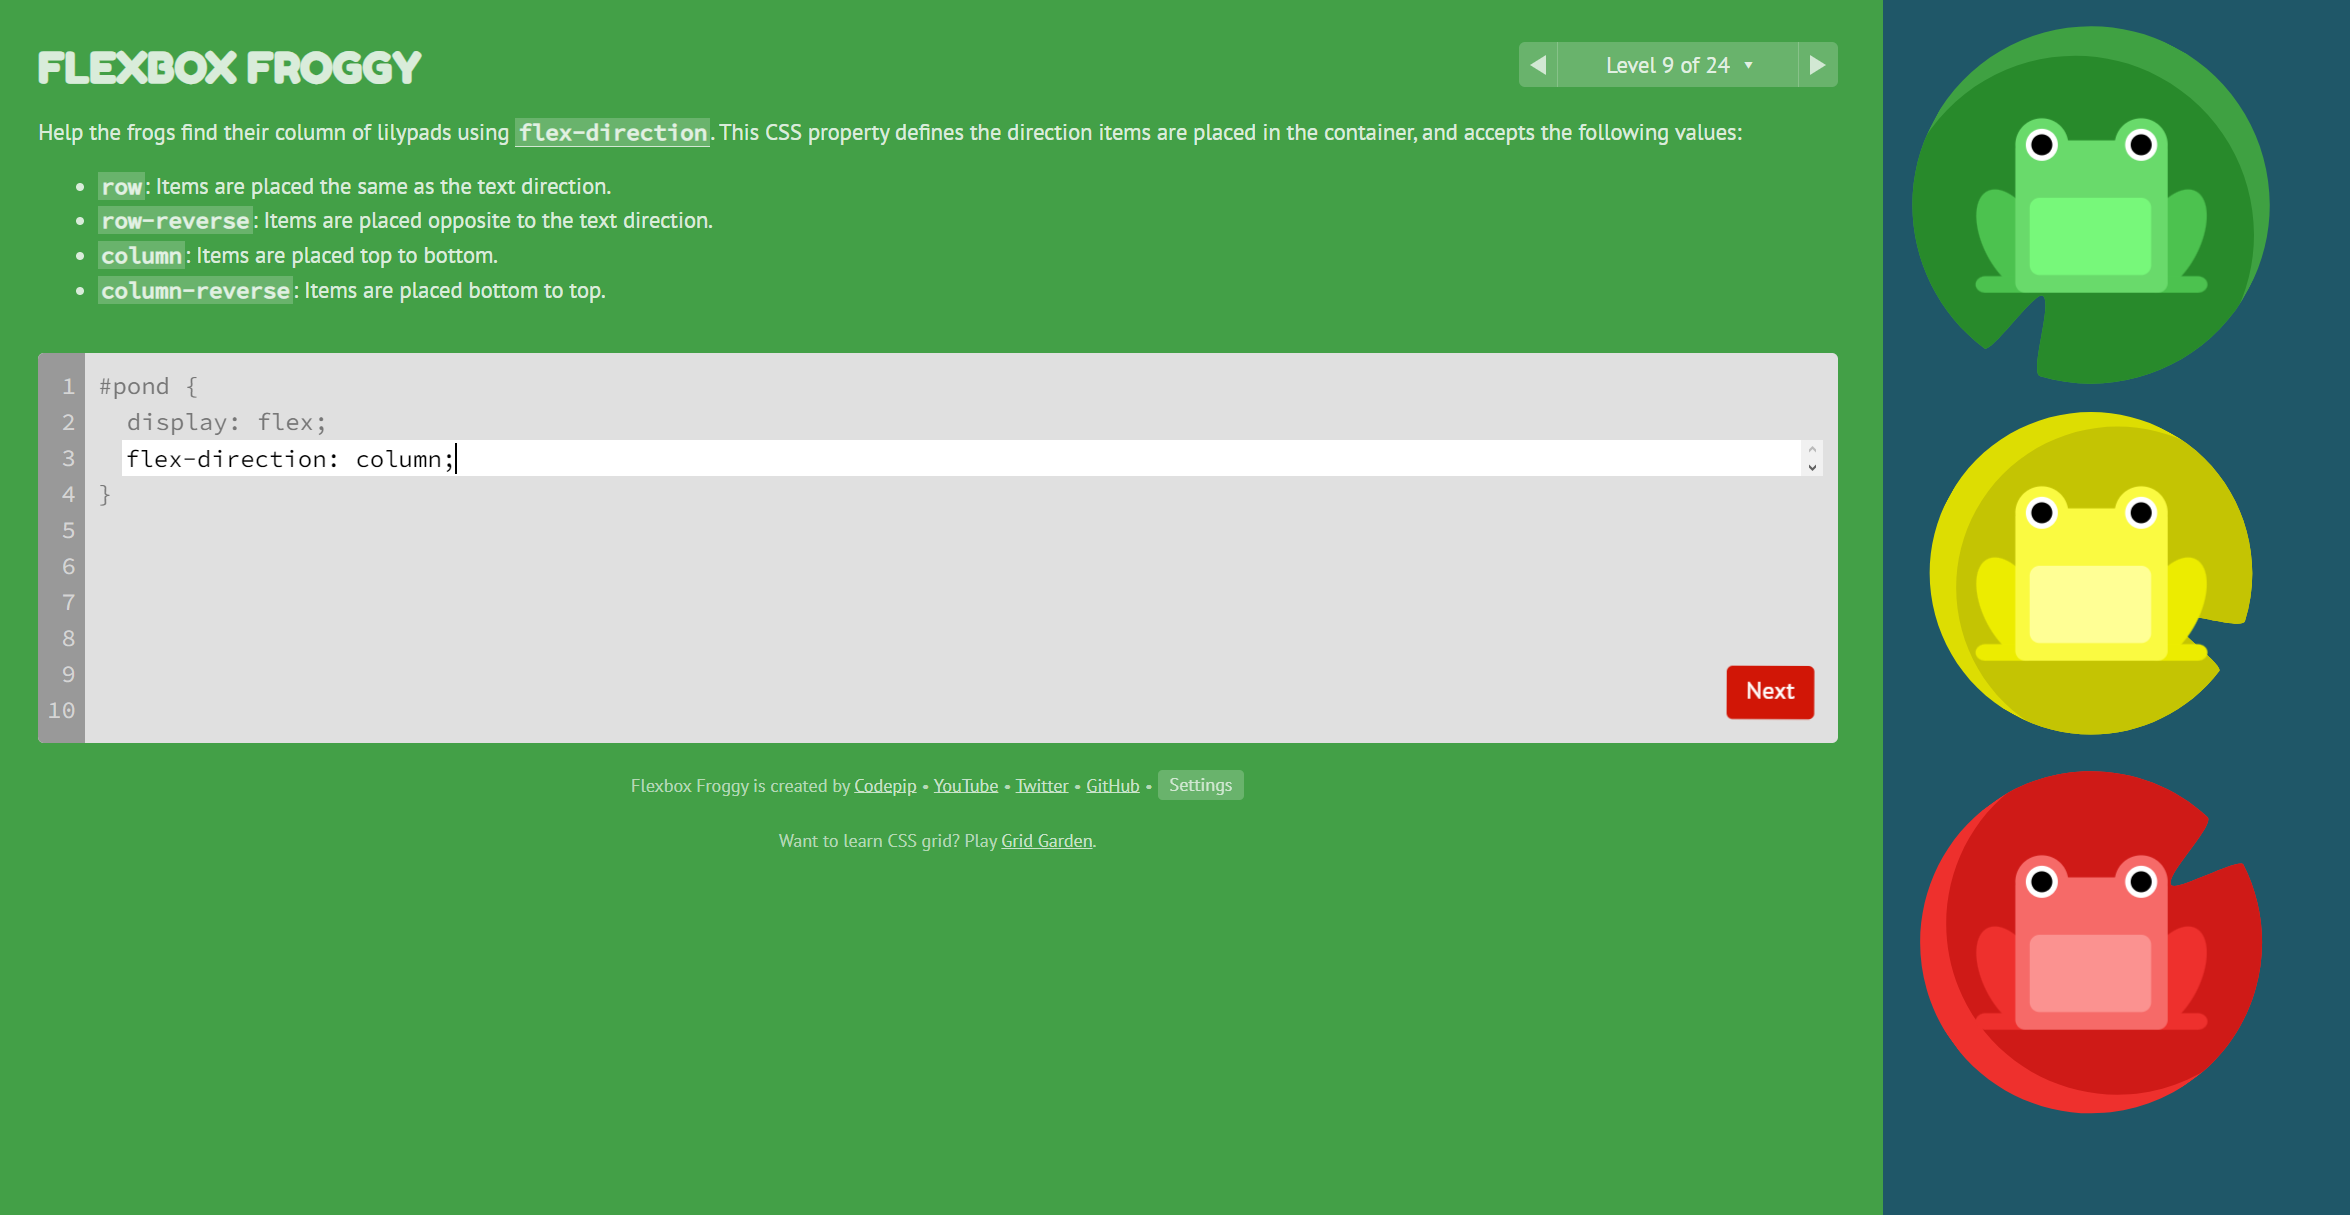 FLEXBOX FROGGY
Level 9 of 24
Help the frogs find their column of lilypads using flex-direction. This CSS property defines the direction items are placed in the container, and accepts the following values:
• row: Items are placed the same as the text direction.
• row-reverse: Items are placed opposite to the text direction.
• column: Items are placed top to bottom.
• column-reverse: Items are placed bottom to top.
1 #pond {
2 display: flex;
3 flex-direction: column;
4 }
5
6
7
8
9
10
Next
Flexbox Froggy is created by Codepip • YouTube • Twitter • GitHub • Settings
Want to learn CSS grid? Play Grid Garden.